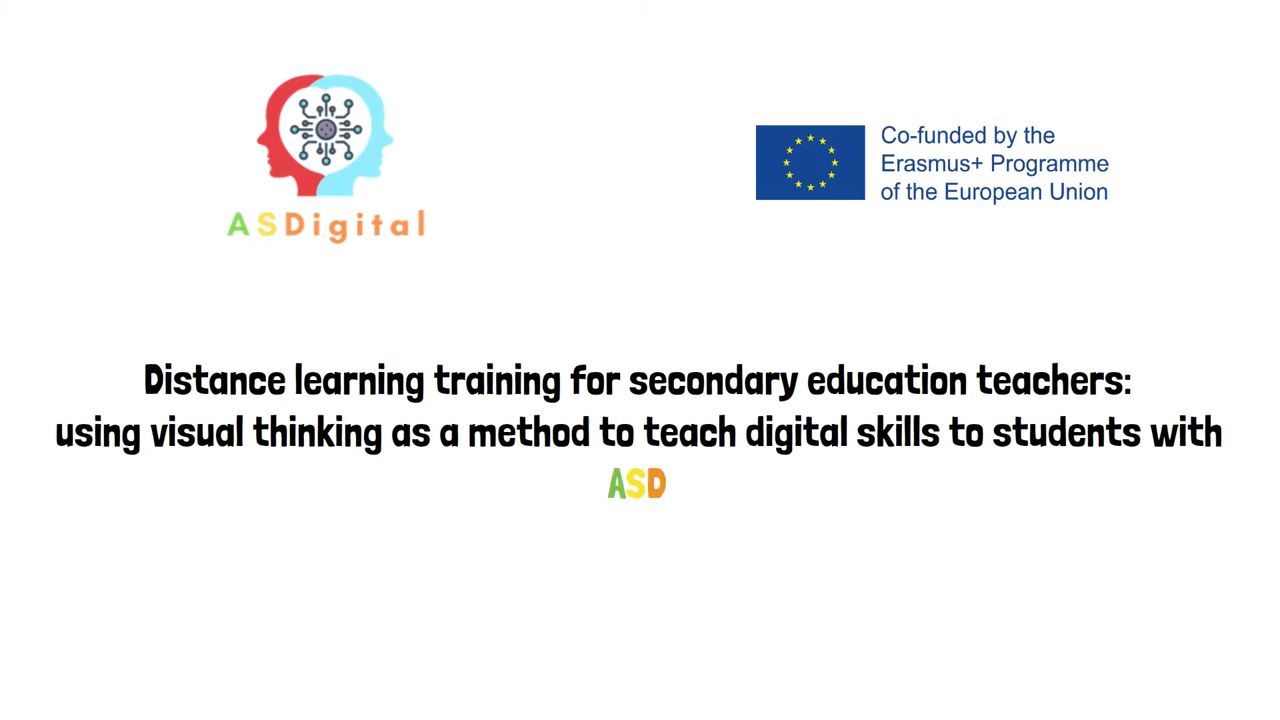 ASDigital
Co-funded by the
Erasmus+ Programme
of the European Union
Distance learning training for secondary education teachers:
using visual thinking as a method to teach digital skills to students with
ASD